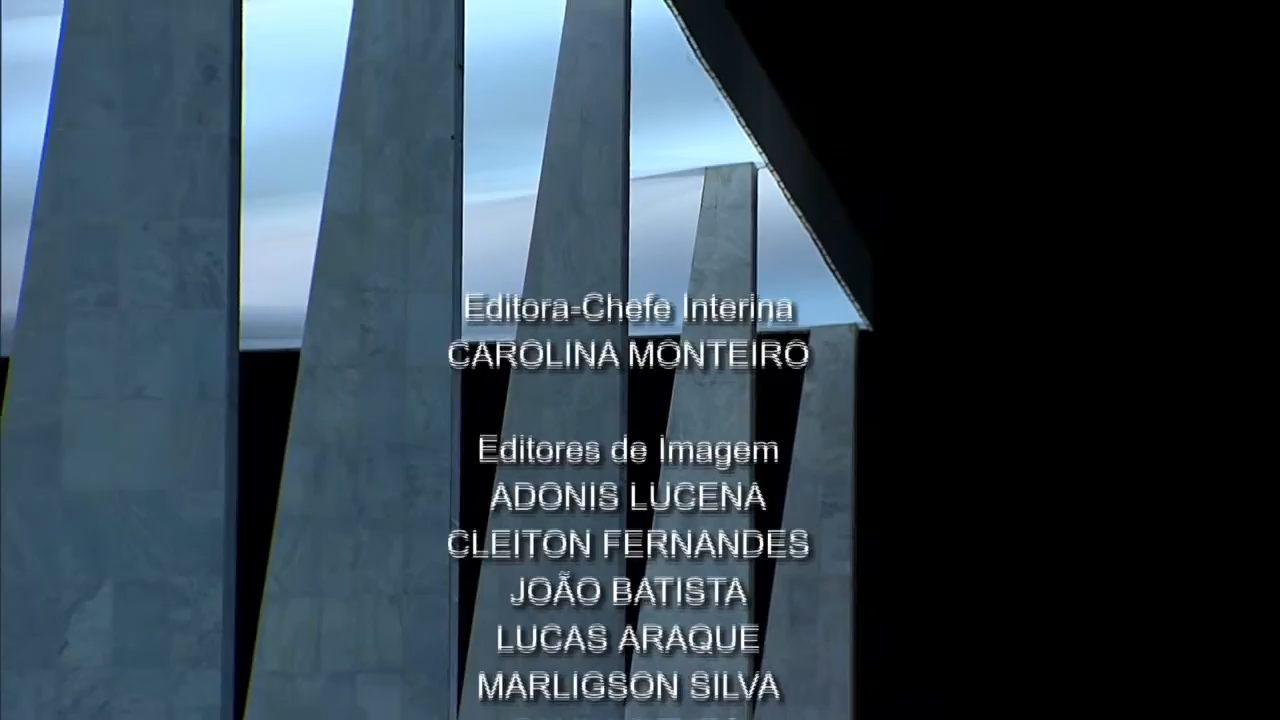 Editora-Chefe Interina
CAROLINA MONTEIRO
Editores de Imagem
ADONIS LUCENA
CLEITON FERNANDES
JOÃO BATISTA
LUCAS ARAQUE
MARLIGSON SILVA